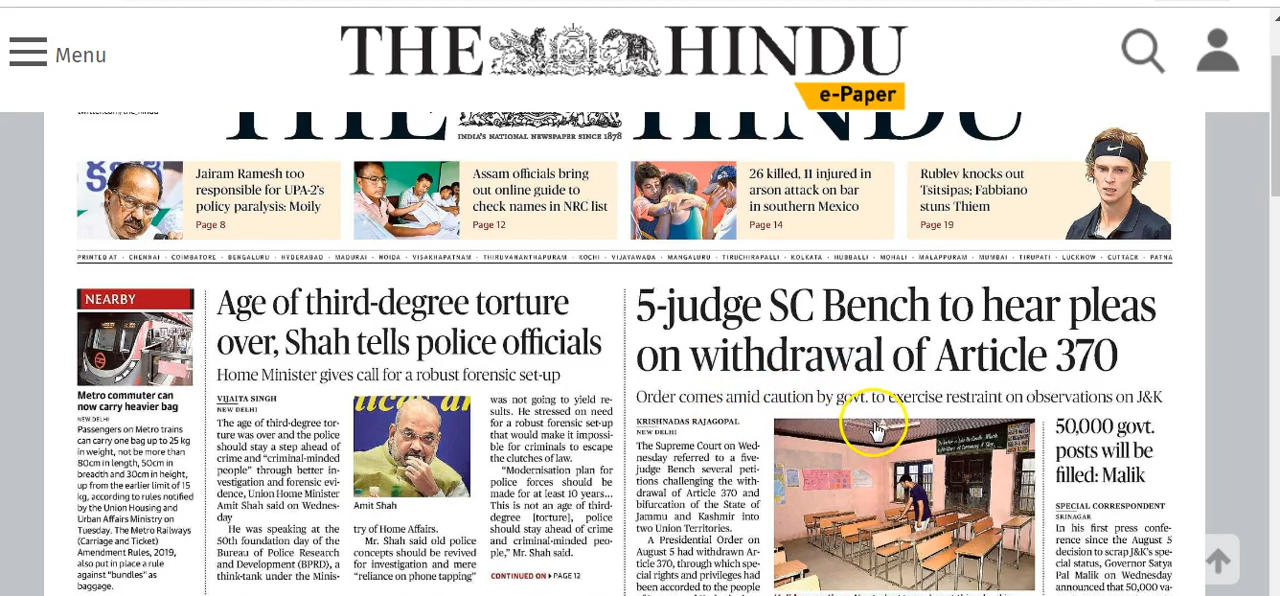 Menu
THE HINDU
e-Paper
THE HINDU
INDIA'S NATIONAL NEWSPAPER SINCE 1878
Jairam Ramesh too
responsible for UPA-2's
policy paralysis: Moily
Page 8
Assam officials bring
out online guide to
check names in NRC list
Page 12
26 killed, 11 injured in
arson attack on bar
in southern Mexico
Page 14
Rublev knocks out
Tsitsipas; Fabbiano
stuns Thiem
Page 19
PRINTED AT · CHENNAI · COIMBATORE · BENGALURU · HYDERABAD · MADURAI · NOIDA · VISAKHAPATNAM · THIRUVANANTHAPURAM · KOCHI · VIJAYAWADA · MANGALURU · TIRUCHIRAPALLI · KOLKATA · HUBBALLI · MOHALI · MALAPPURAM · MUMBAI · TIRUPATI · LUCKNOW · CUTTACK · PATNA
NEARBY
Metro commuter can
now carry heavier bag
NEW DELHI
Passengers on Metro trains
can carry one bag up to 25 kg
in weight, not be more than
80cm in length, 50cm in
breadth and 30cm in height,
up from the earlier limit of 15
kg, according to rules notified
by the Union Housing and
Urban Affairs Ministry on
Tuesday. The Metro Railways
(Carriage and Ticket)
Amendment Rules, 2019,
also put in place a rule
against "bundles" as
baggage.
Age of third-degree torture
over, Shah tells police officials
Home Minister gives call for a robust forensic set-up
VIJAITA SINGH
NEW DELHI
The age of third-degree tor-
ture was over and the police
should stay a step ahead of
crime and "criminal-minded
people" through better in-
vestigation and forensic evi-
dence, Union Home Minister
Amit Shah said on Wednes-
day
He was speaking at the
50th foundation day of the
Bureau of Police Research
and Development (BPRD), a
think-tank under the Minis-
Amit Shah
try of Home Affairs.
Mr. Shah said old police
concepts should be revived
for investigation and mere
"reliance on phone tapping"
was not going to yield re-
sults. He stressed on need
for a robust forensic set-up
that would make it impossi-
ble for criminals to escape
the clutches of law.
"Modernisation plan for
police forces should be
made for at least 10 years...
This is not an age of third-
degree [torture], police
should stay ahead of crime
and criminal-minded peo-
ple," Mr. Shah said.
CONTINUED ON ▸ PAGE 12
5-judge SC Bench to hear pleas
on withdrawal of Article 370
Order comes amid caution by govt. to exercise restraint on observations on J&K
KRISHNADAS RAJAGOPAL
NEW DELHI
The Supreme Court on Wed-
nesday referred to a five-
judge Bench several peti-
tions challenging the with-
drawal of Article 370 and
bifurcation of the State of
Jammu and Kashmir into
two Union Territories.
A Presidential Order on
August 5 had withdrawn Ar-
ticle 370, through which spe-
cial rights and privileges had
been accorded to the people
50,000 govt.
posts will be
filled: Malik
SPECIAL CORRESPONDENT
SRINAGAR
In his first press confe-
rence since the August 5
decision to scrap J&K's spe-
cial status, Governor Satya
Pal Malik on Wednesday
announced that 50,000 va-